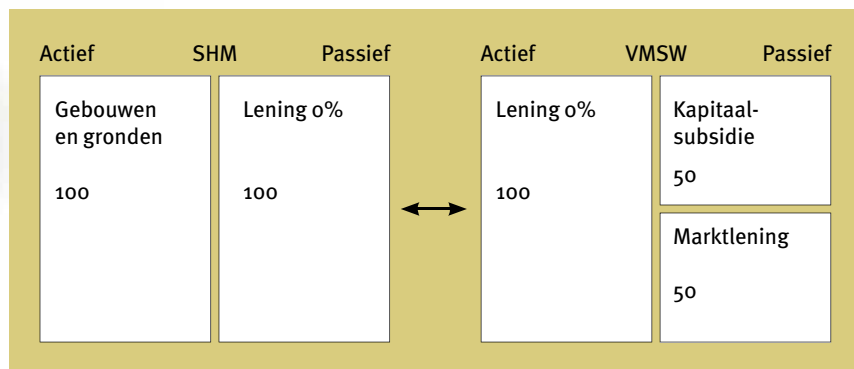 Actief SHM Passief
Gebouwen
en gronden
100
Lening 0%
100
Actief VMSW Passief
Lening 0%
100
Kapitaal-
subsidie
50
Marktlening
50